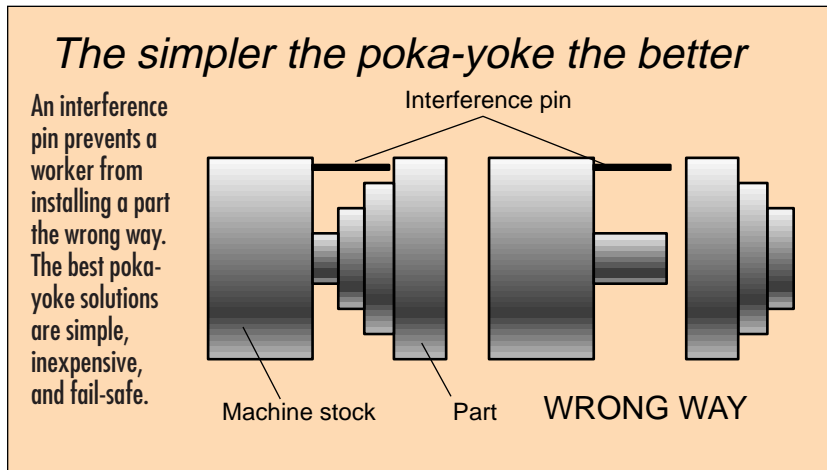 The simpler the poka-yoke the better
An interference
pin prevents a
worker from
installing a part
the wrong way.
The best poka-
yoke solutions
are simple,
inexpensive,
and fail-safe.
Interference pin
Machine stock
Part
WRONG WAY